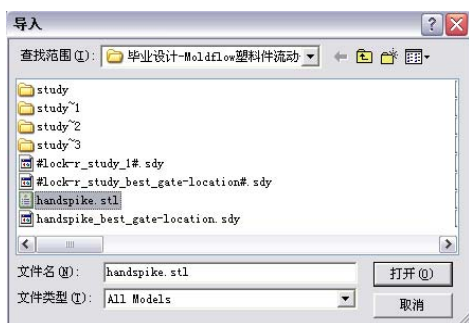 导入
查找范围(I): 毕业设计-Moldflow塑料件流动
study
study~1
study~2
study~3
#lock-r_study_1#.sdy
#lock-r_study_best_gate-location#.sdy
handspike.stl
handspike_best_gate-location.sdy
文件名(N): handspike.stl 打开(O)
文件类型(T): All Models 取消